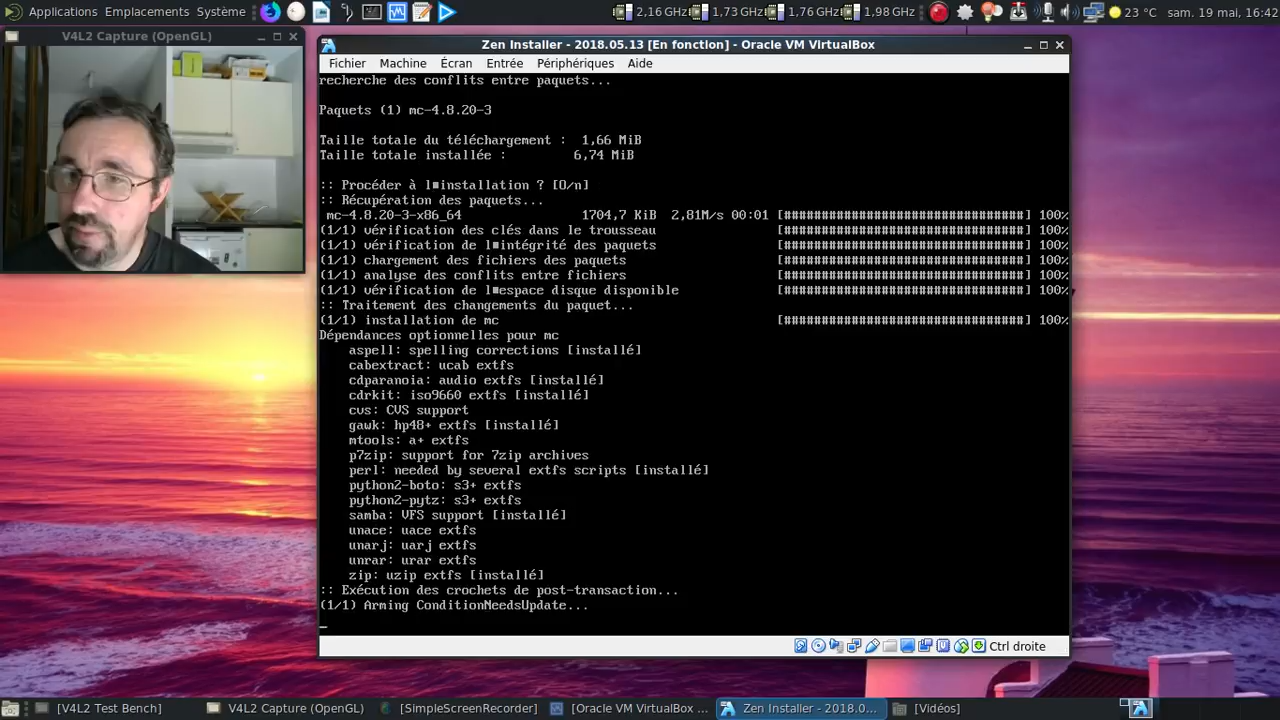 Applications Emplacements Système
2,16 GHz 1,73 GHz 1,76 GHz 1,98 GHz 23 °C sam. 19 mai, 16:42
V4L2 Capture (OpenGL)
Zen Installer - 2018.05.13 [En fonction] - Oracle VM VirtualBox
Fichier Machine Écran Entrée Périphériques Aide
recherche des conflits entre paquets...
Paquets (1) mc-4.8.20-3
Taille totale du téléchargement : 1,66 MiB
Taille totale installée : 6,74 MiB
:: Procéder à l■installation ? [O/n]
:: Récupération des paquets...
mc-4.8.20-3-x86_64 1704,7 KiB 2,81M/s 00:01 [#################################] 100%
(1/1) vérification des clés dans le trousseau [#################################] 100%
(1/1) vérification de l■intégrité des paquets [#################################] 100%
(1/1) chargement des fichiers des paquets [#################################] 100%
(1/1) analyse des conflits entre fichiers [#################################] 100%
(1/1) vérification de l■espace disque disponible [#################################] 100%
:: Traitement des changements du paquet...
(1/1) installation de mc [#################################] 100%
Dépendances optionnelles pour mc
aspell: spelling corrections [installé]
cabextract: ucab extfs
cdparanoia: audio extfs [installé]
cdrkit: iso9660 extfs [installé]
cvs: CVS support
gawk: hp48+ extfs [installé]
mtools: a+ extfs
p7zip: support for 7zip archives
perl: needed by several extfs scripts [installé]
python2-boto: s3+ extfs
python2-pytz: s3+ extfs
samba: VFS support [installé]
unace: uace extfs
unarj: uarj extfs
unrar: urar extfs
zip: uzip extfs [installé]
:: Exécution des crochets de post-transaction...
(1/1) Arming ConditionNeedsUpdate...
_
Ctrl droite
[V4L2 Test Bench] V4L2 Capture (OpenGL) [SimpleScreenRecorder] [Oracle VM VirtualBox ... Zen Installer - 2018.0... [Vidéos]